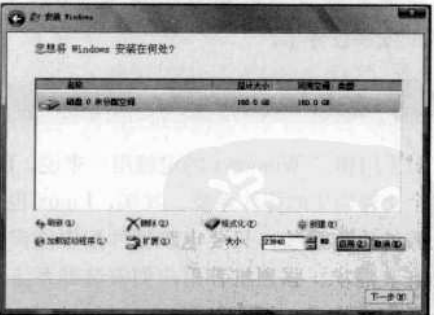 安装 Windows
您想将 Windows 安装在何处?
名称 总计大小 可用空间 类型
磁盘 0 未分配空间 160.0 GB 160.0 GB
刷新(R) 删除(D) 格式化(F) 新建(E)
加载驱动程序(L) 扩展(X) 大小 MB 应用(P) 取消(N)
下一步(N)